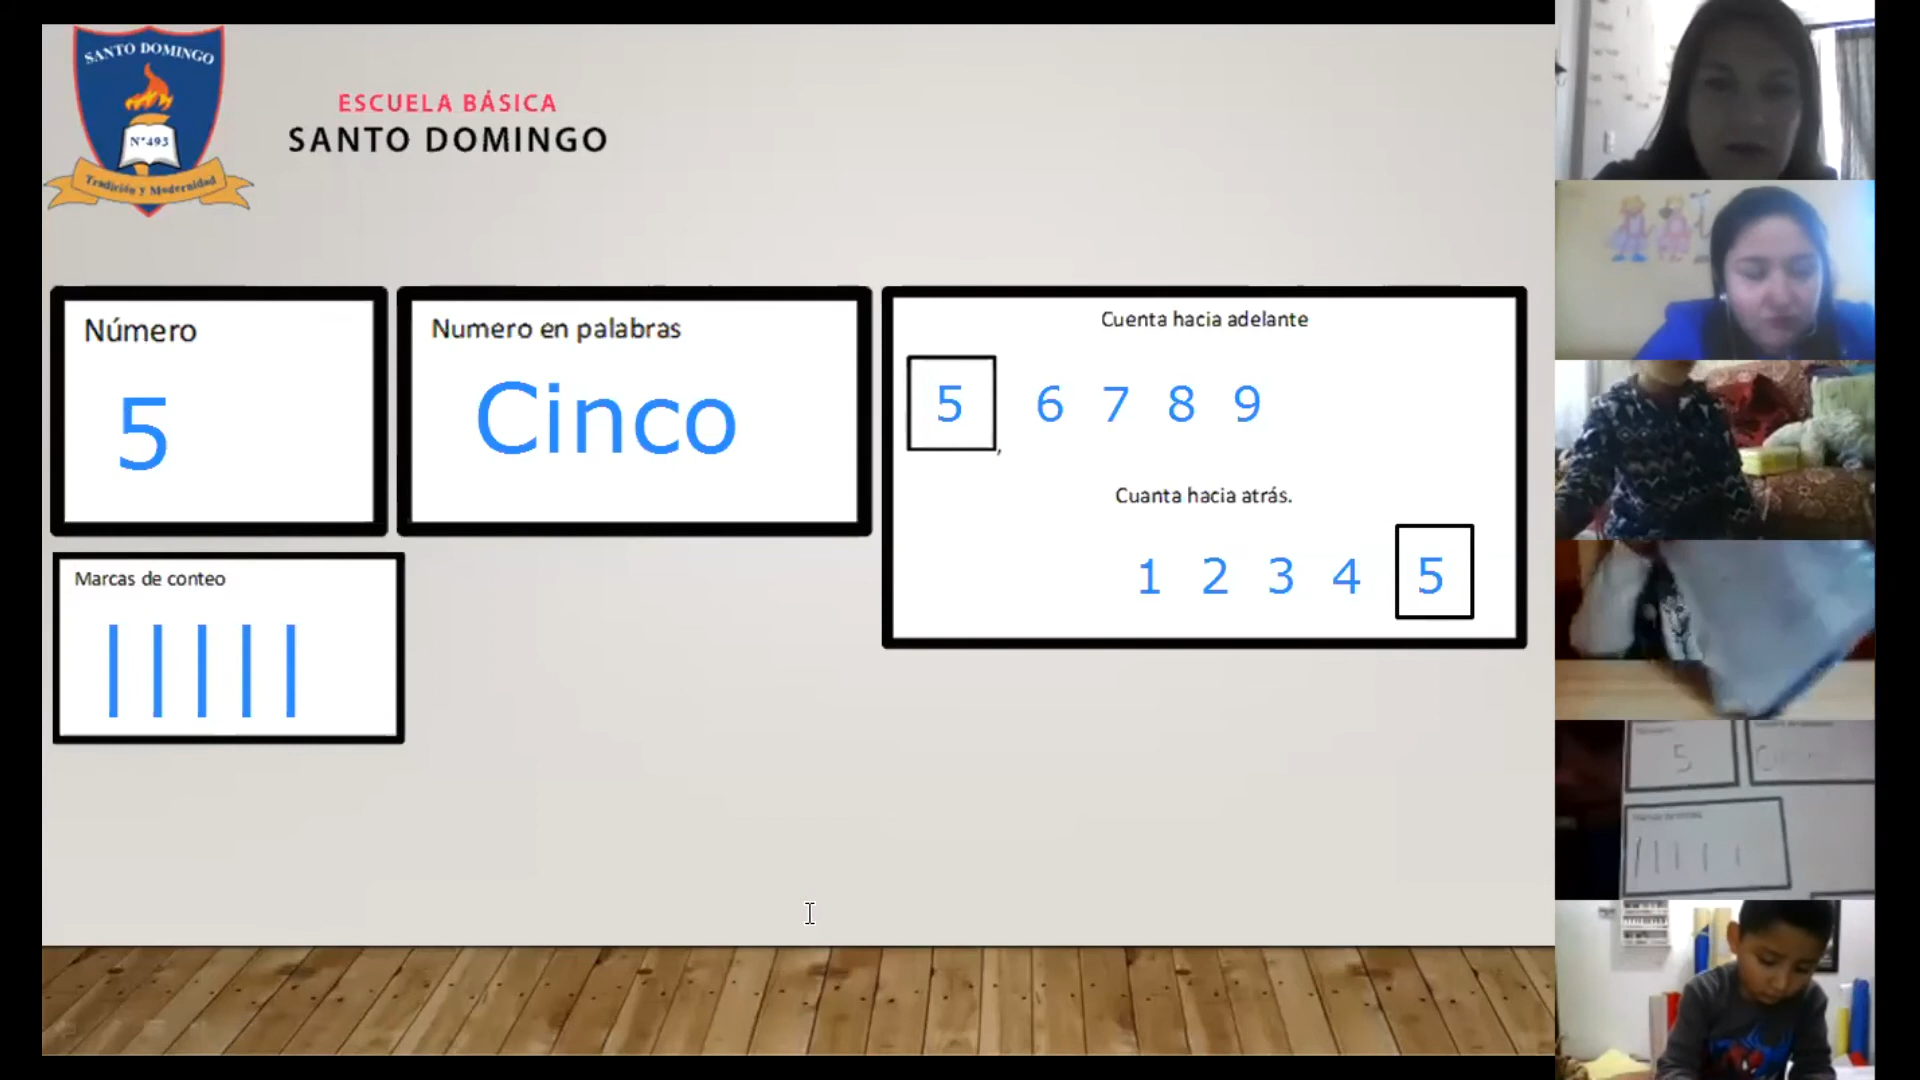 SANTO DOMINGO
N°493
Tradición y Modernidad
ESCUELA BÁSICA
SANTO DOMINGO
Número
5
Numero en palabras
Cinco
Cuenta hacia adelante
5, 6 7 8 9
Cuanta hacia atrás.
1 2 3 4 5
Marcas de conteo
|||||
5